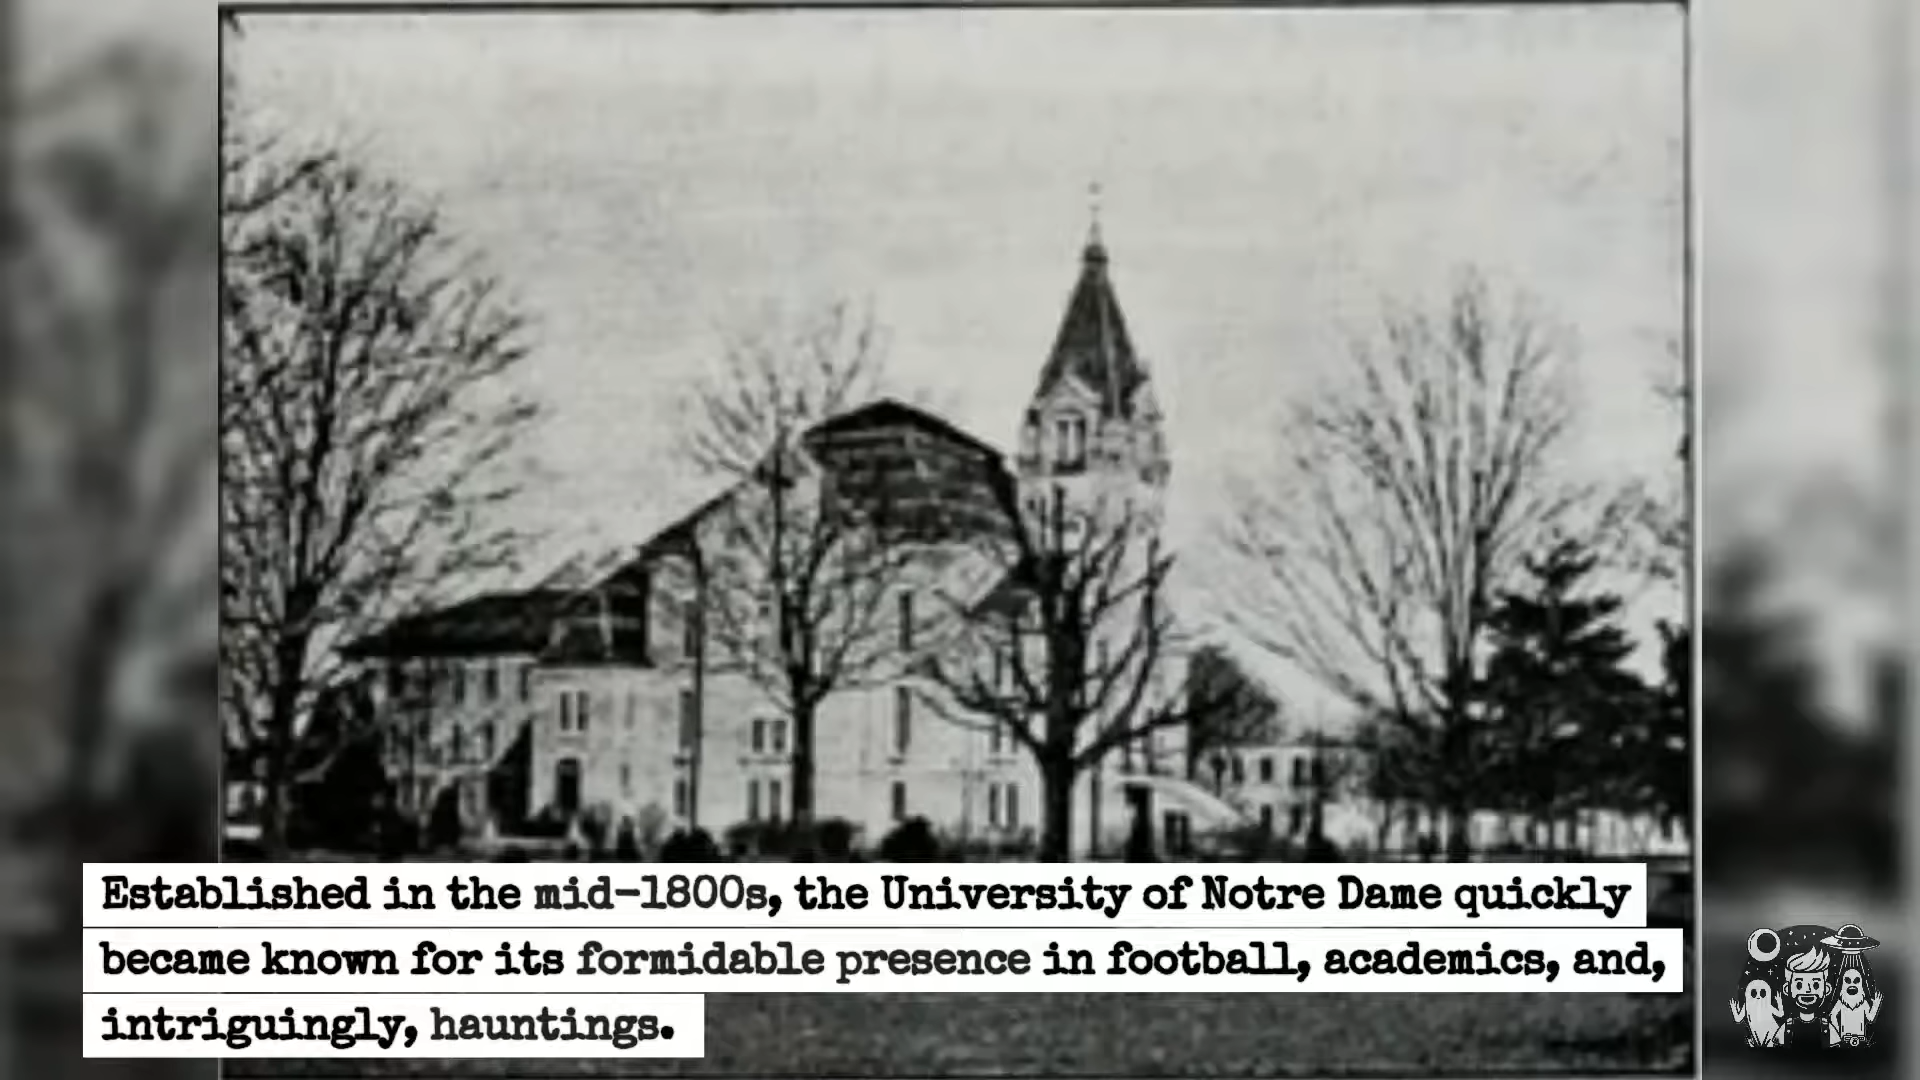 Established in the mid-1800s, the University of Notre Dame quickly
became known for its formidable presence in football, academics, and,
intriguingly, hauntings.